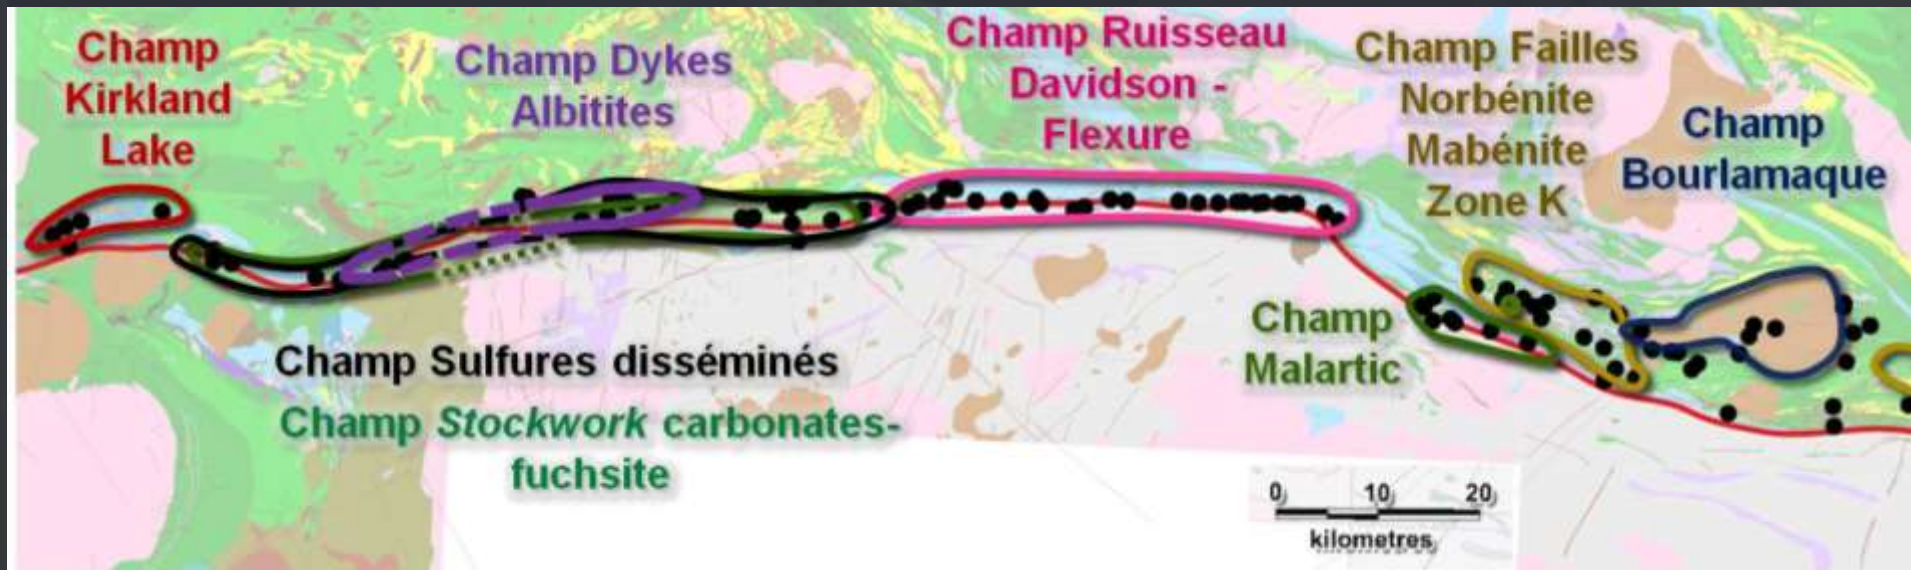 Champ
Kirkland
Lake
Champ Dykes
Albitites
Champ Ruisseau
Davidson -
Flexure
Champ Failles
Norbénite
Mabénite
Zone K
Champ
Bourlamaque
Champ
Malartic
Champ Sulfures disséminés
Champ Stockwork carbonates-
fuchsite
0 10 20
kilometres